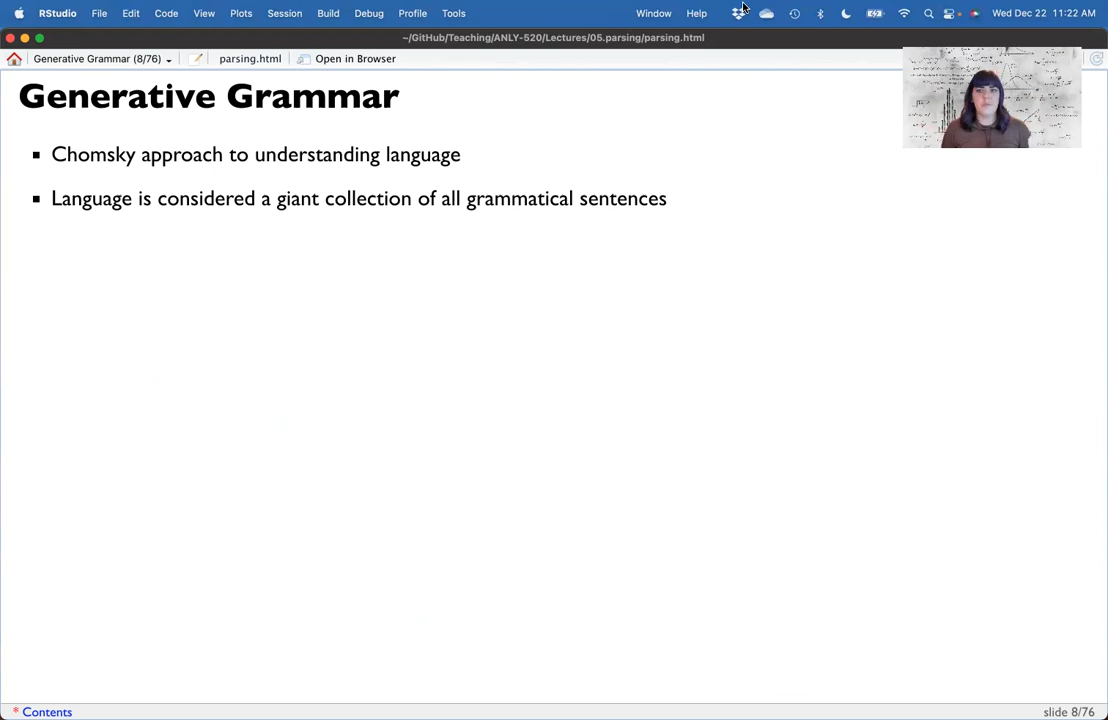 RStudio File Edit Code View Plots Session Build Debug Profile Tools Window Help Wed Dec 22 11:22 AM
~/GitHub/Teaching/ANLY-520/Lectures/05.parsing/parsing.html
Generative Grammar (8/76) parsing.html Open in Browser
Generative Grammar
▪ Chomsky approach to understanding language
▪ Language is considered a giant collection of all grammatical sentences
* Contents slide 8/76